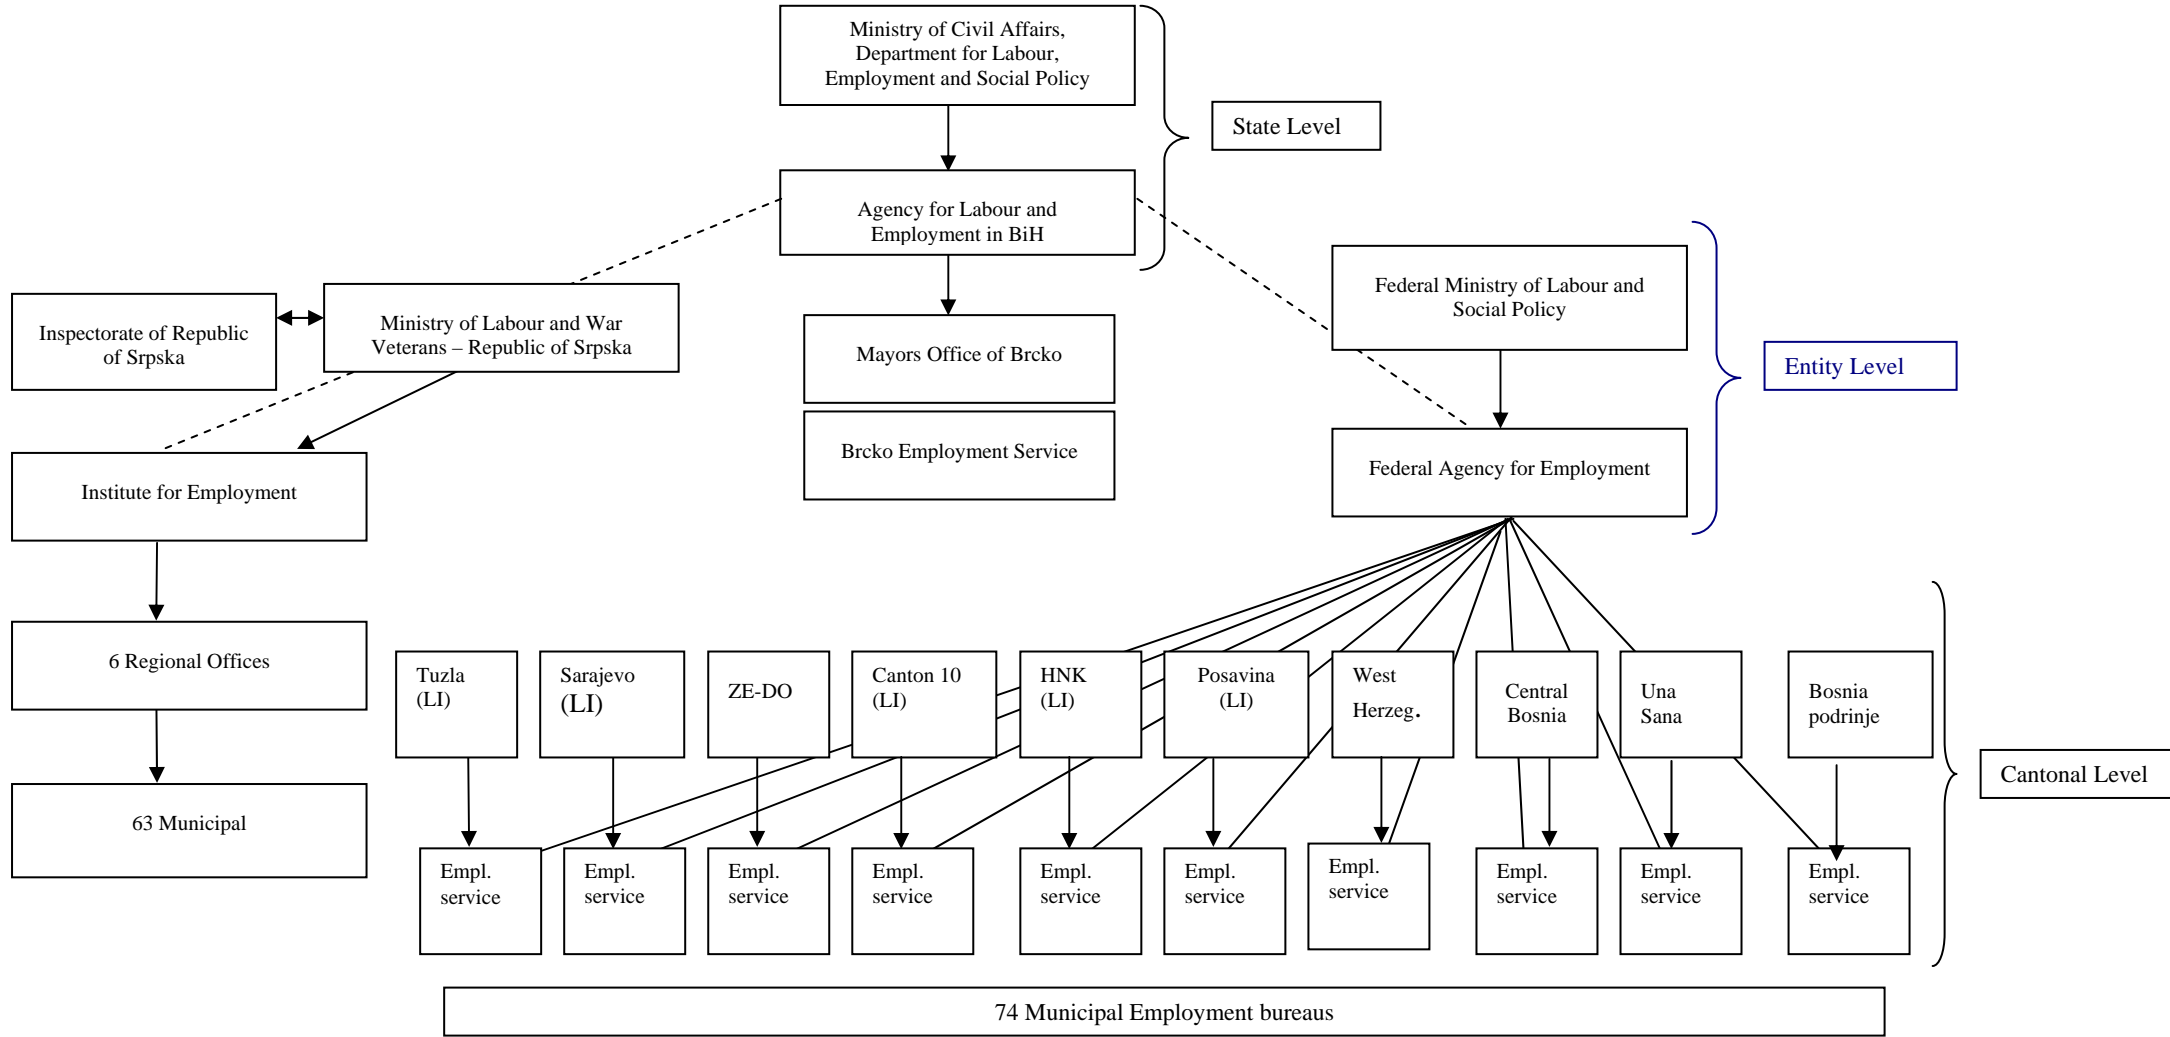 Ministry of Civil Affairs,
Department for Labour,
Employment and Social Policy
State Level
Agency for Labour and
Employment in BiH
Federal Ministry of Labour and
Social Policy
Inspectorate of Republic
of Srpska
Ministry of Labour and War
Veterans – Republic of Srpska
Mayors Office of Brcko
Entity Level
Brcko Employment Service
Federal Agency for Employment
Institute for Employment
6 Regional Offices
Tuzla
(LI)
Sarajevo
(LI)
ZE-DO
Canton 10
(LI)
HNK
(LI)
Posavina
(LI)
West
Herzeg.
Central
Bosnia
Una
Sana
Bosnia
podrinje
Cantonal Level
63 Municipal
Empl.
service
Empl.
service
Empl.
service
Empl.
service
Empl.
service
Empl.
service
Empl.
service
Empl.
service
Empl.
service
Empl.
service
74 Municipal Employment bureaus